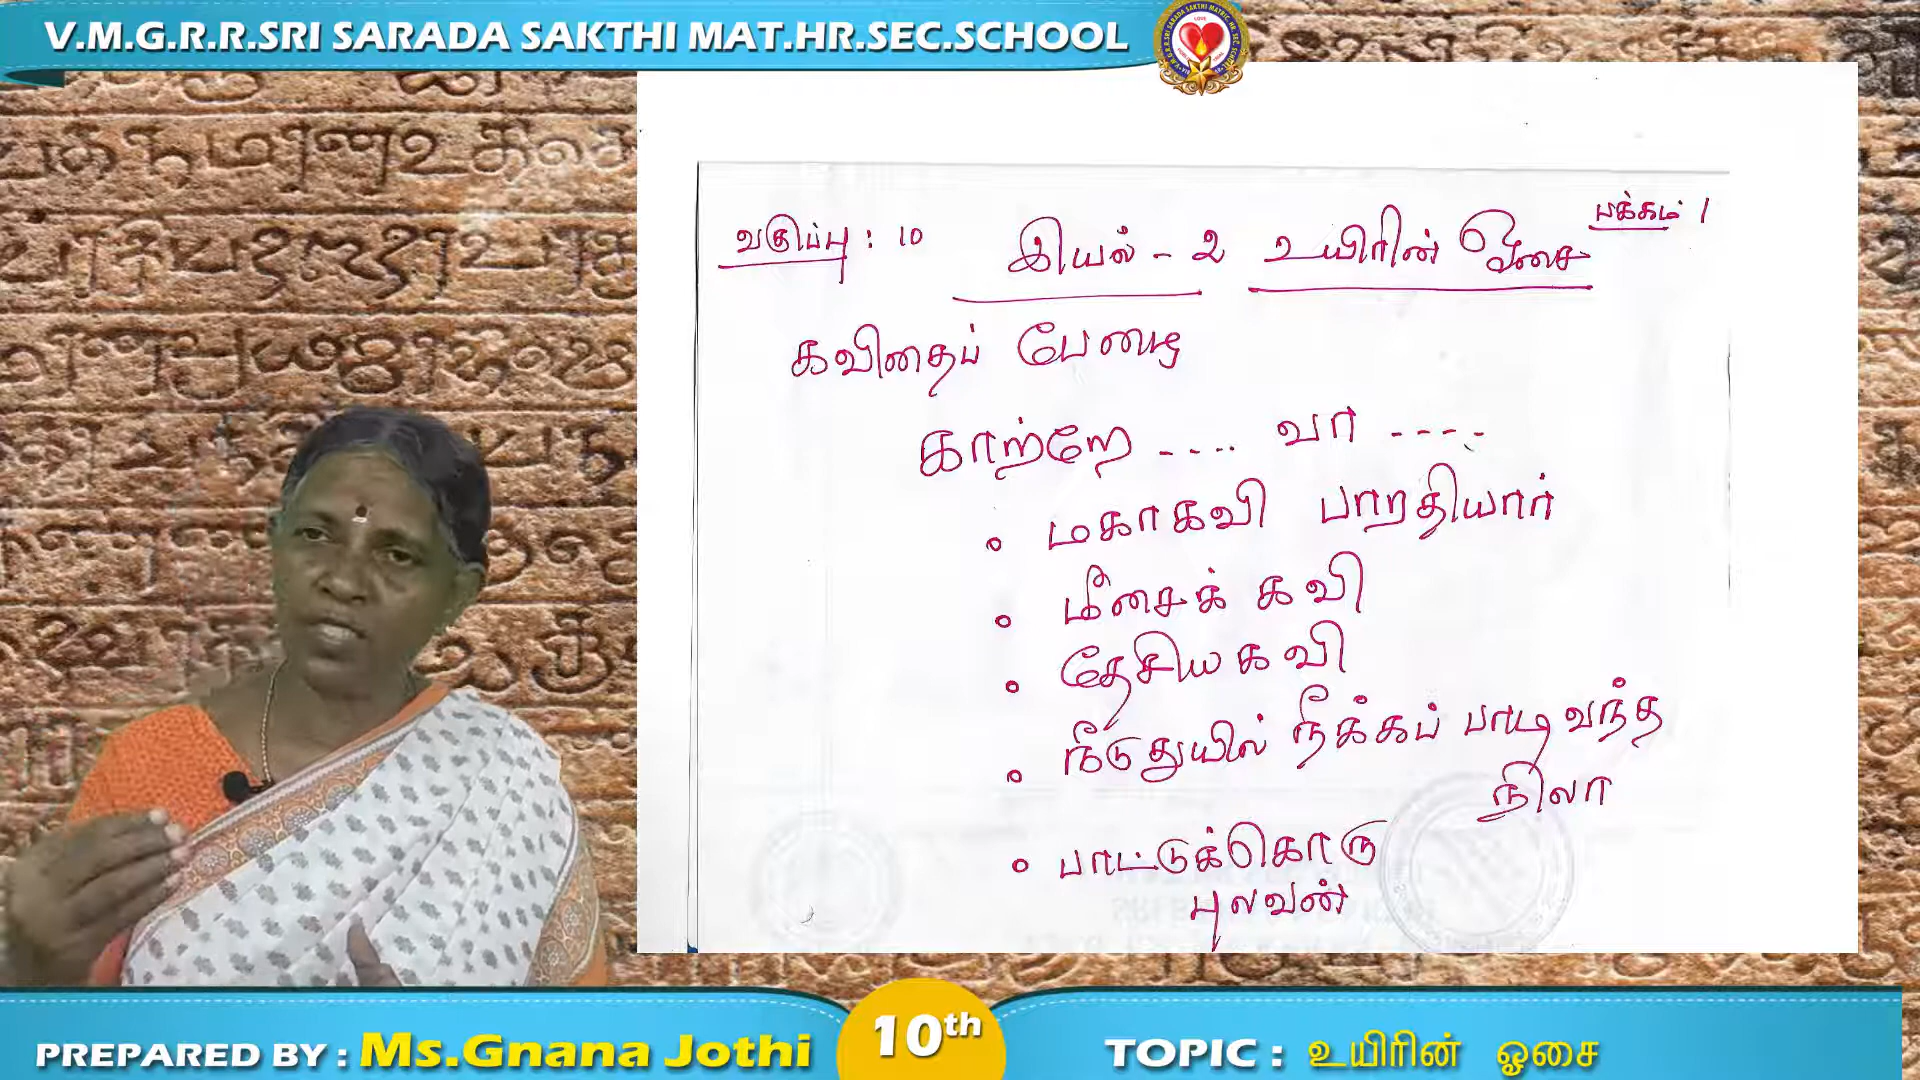 V.M.G.R.R.SRI SARADA SAKTHI MAT.HR.SEC.SCHOOL
பக்கம் 1
வகுப்பு : 10 இயல் - 2 உயிரின் ஓசை
கவிதைப் பேழை
காற்றே .... வா ----
• மகாகவி பாரதியார்
• மீசைக் கவி
• தேசிய கவி
• நீடுதுயில் நீக்கப் பாடி வந்த
நிலா
• பாட்டுக்கொரு
புலவன்
PREPARED BY : Ms.Gnana Jothi
10th
TOPIC : உயிரின் ஓசை